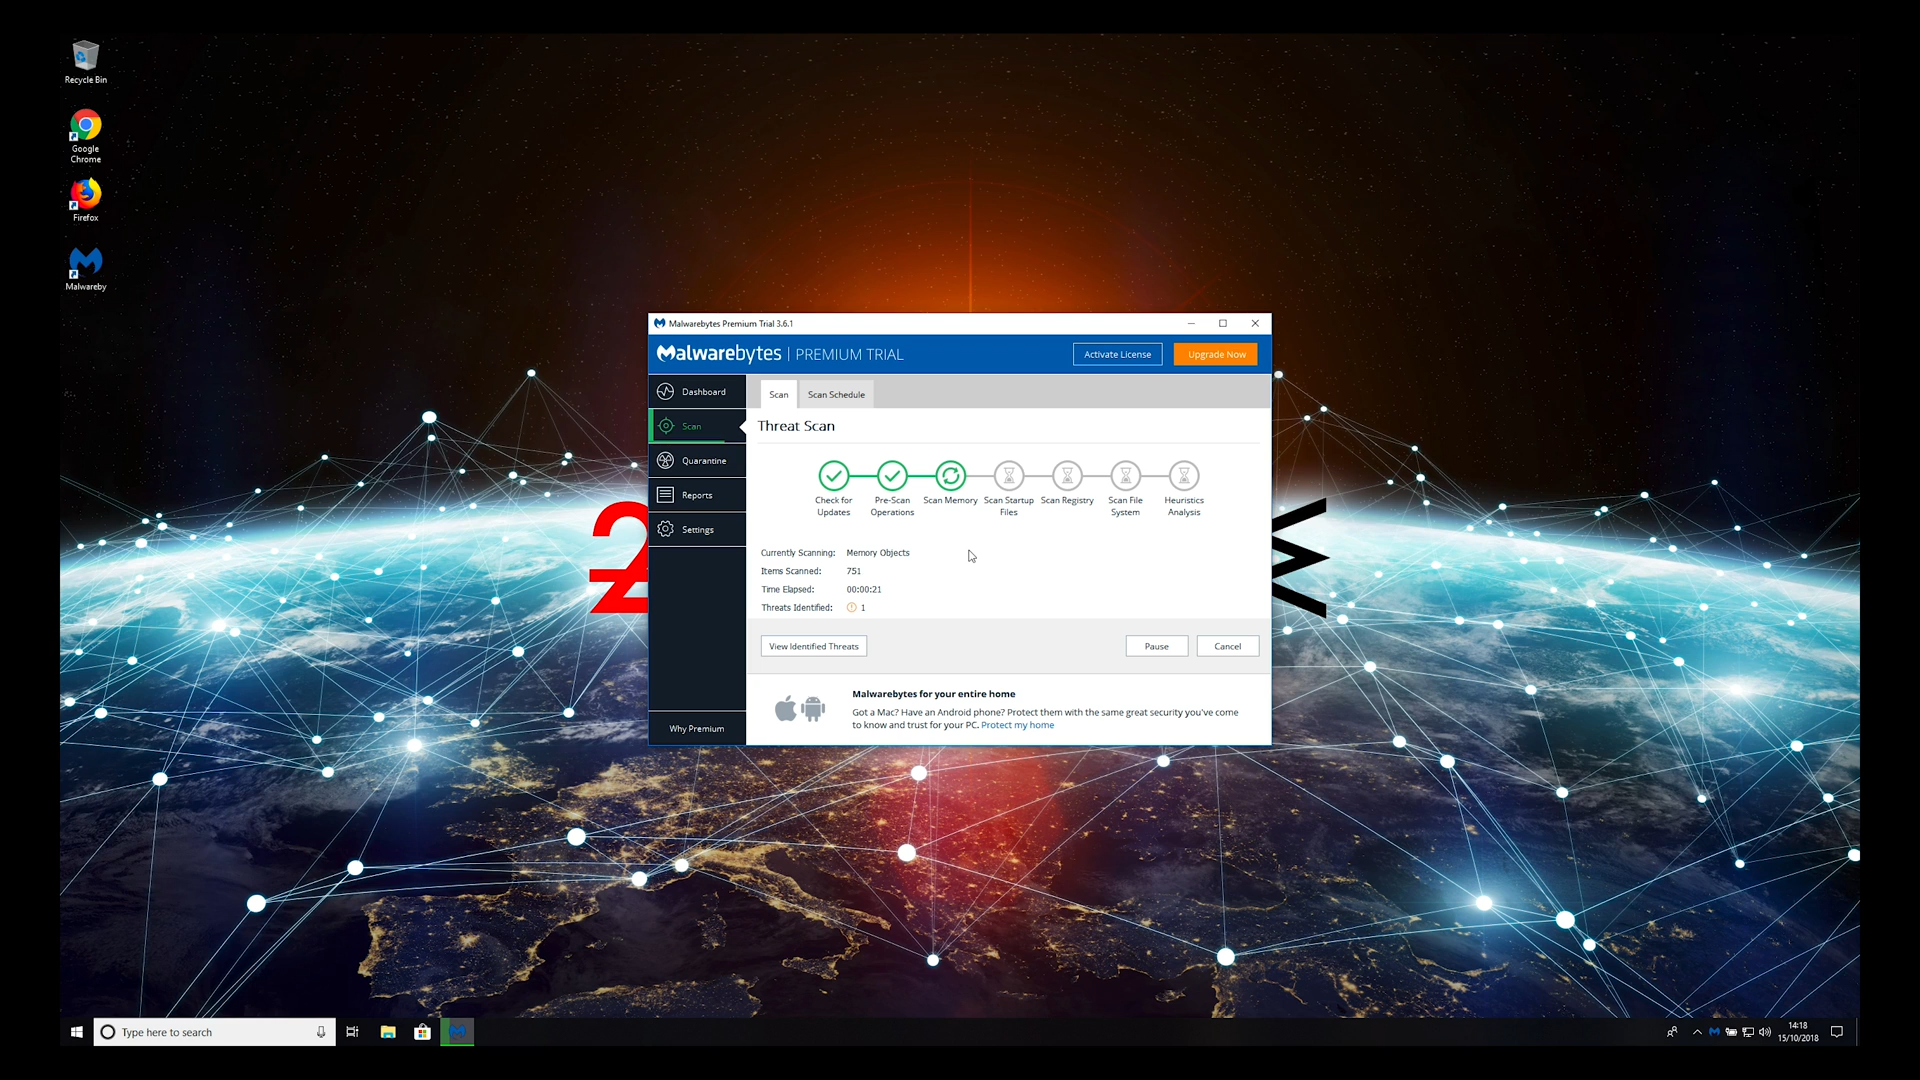 Recycle Bin
Google
Chrome
Firefox
Malwareby
Malwarebytes Premium Trial 3.6.1
Malwarebytes | PREMIUM TRIAL
Activate License
Upgrade Now
Dashboard
Scan
Quarantine
Reports
Settings
Why Premium
Scan
Scan Schedule
Threat Scan
Check for
Updates
Pre-Scan
Operations
Scan Memory
Scan Startup
Files
Scan Registry
Scan File
System
Heuristics
Analysis
Currently Scanning: Memory Objects
Items Scanned: 751
Time Elapsed: 00:00:21
Threats Identified: 1
View Identified Threats
Pause
Cancel
Malwarebytes for your entire home
Got a Mac? Have an Android phone? Protect them with the same great security you've come
to know and trust for your PC. Protect my home
Type here to search
14:18
15/10/2018